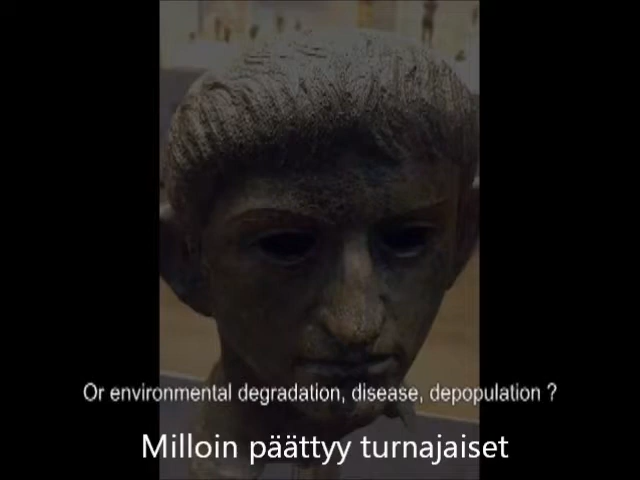 Or environmental degradation, disease, depopulation ?
Milloin päättyy turnajaiset